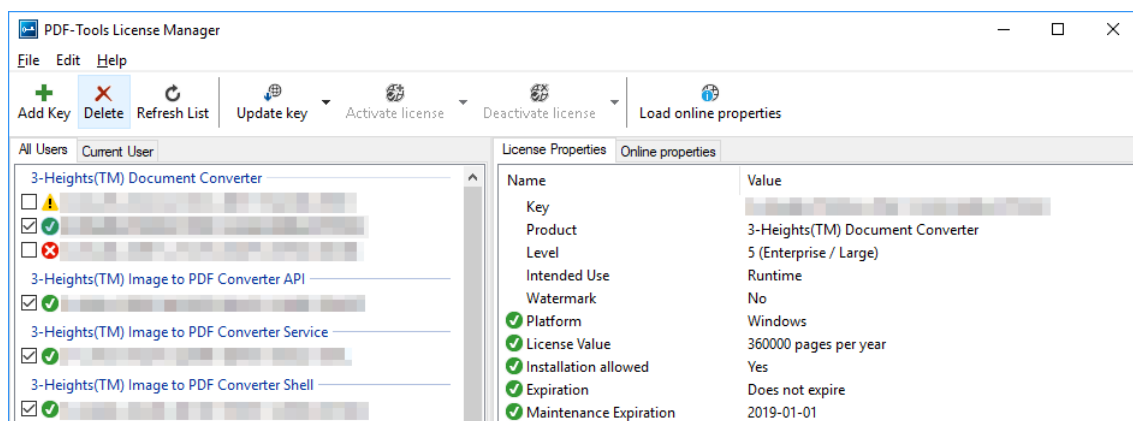 PDF-Tools License Manager
File Edit Help
Add Key Delete Refresh List Update key Activate license Deactivate license Load online properties
All Users Current User
3-Heights(TM) Document Converter
3-Heights(TM) Image to PDF Converter API
3-Heights(TM) Image to PDF Converter Service
3-Heights(TM) Image to PDF Converter Shell
License Properties Online properties
Name Value
Key
Product 3-Heights(TM) Document Converter
Level 5 (Enterprise / Large)
Intended Use Runtime
Watermark No
Platform Windows
License Value 360000 pages per year
Installation allowed Yes
Expiration Does not expire
Maintenance Expiration 2019-01-01